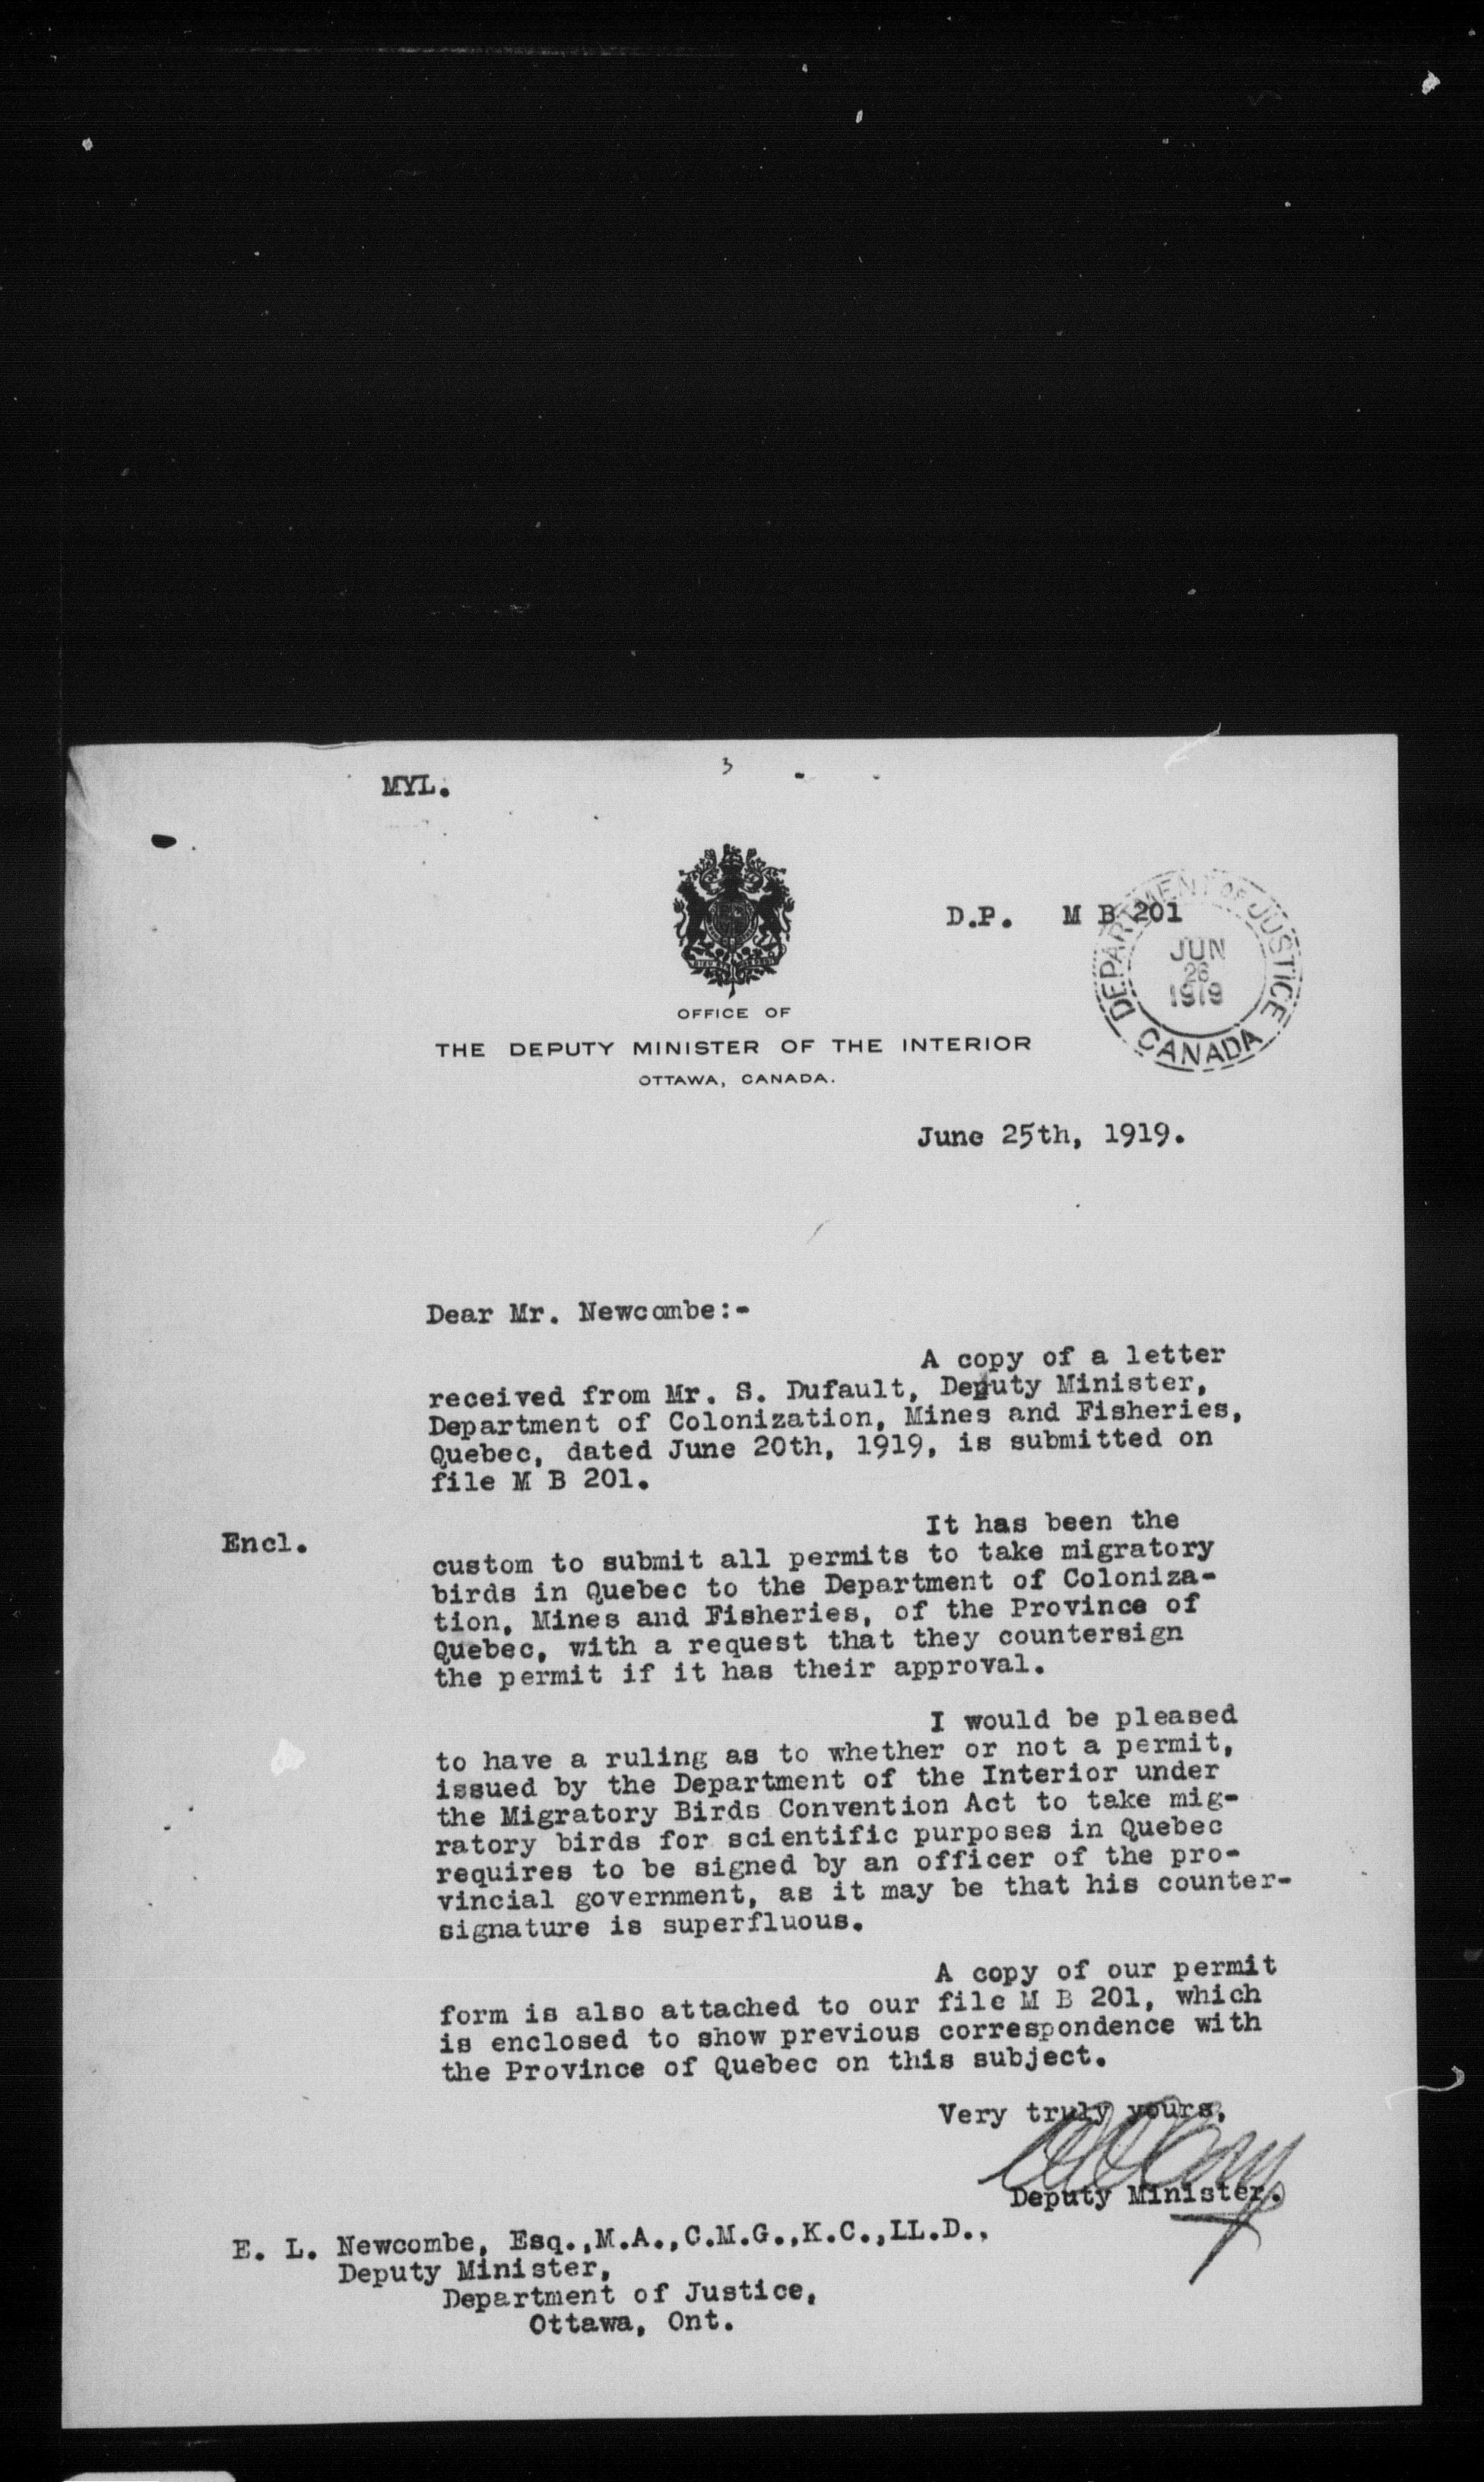 3
MYL.
D.P. M B 201
DEPARTMENT OF JUSTICE
JUN
26
1919
CANADA
OFFICE OF
THE DEPUTY MINISTER OF THE INTERIOR
OTTAWA, CANADA.
June 25th, 1919.
Dear Mr. Newcombe:-
A copy of a letter
received from Mr. S. Dufault, Deputy Minister,
Department of Colonization, Mines and Fisheries,
Quebec, dated June 20th, 1919, is submitted on
file M B 201.
Encl.
It has been the
custom to submit all permits to take migratory
birds in Quebec to the Department of Coloniza-
tion, Mines and Fisheries, of the Province of
Quebec, with a request that they countersign
the permit if it has their approval.
I would be pleased
to have a ruling as to whether or not a permit,
issued by the Department of the Interior under
the Migratory Birds Convention Act to take mig-
ratory birds for scientific purposes in Quebec
requires to be signed by an officer of the pro-
vincial government, as it may be that his counter-
signature is superfluous.
A copy of our permit
form is also attached to our file M B 201, which
is enclosed to show previous correspondence with
the Province of Quebec on this subject.
Very truly yours,
Deputy Minister.
E. L. Newcombe, Esq.,M.A.,C.M.G.,K.C.,LL.D.,
Deputy Minister,
Department of Justice,
Ottawa, Ont.